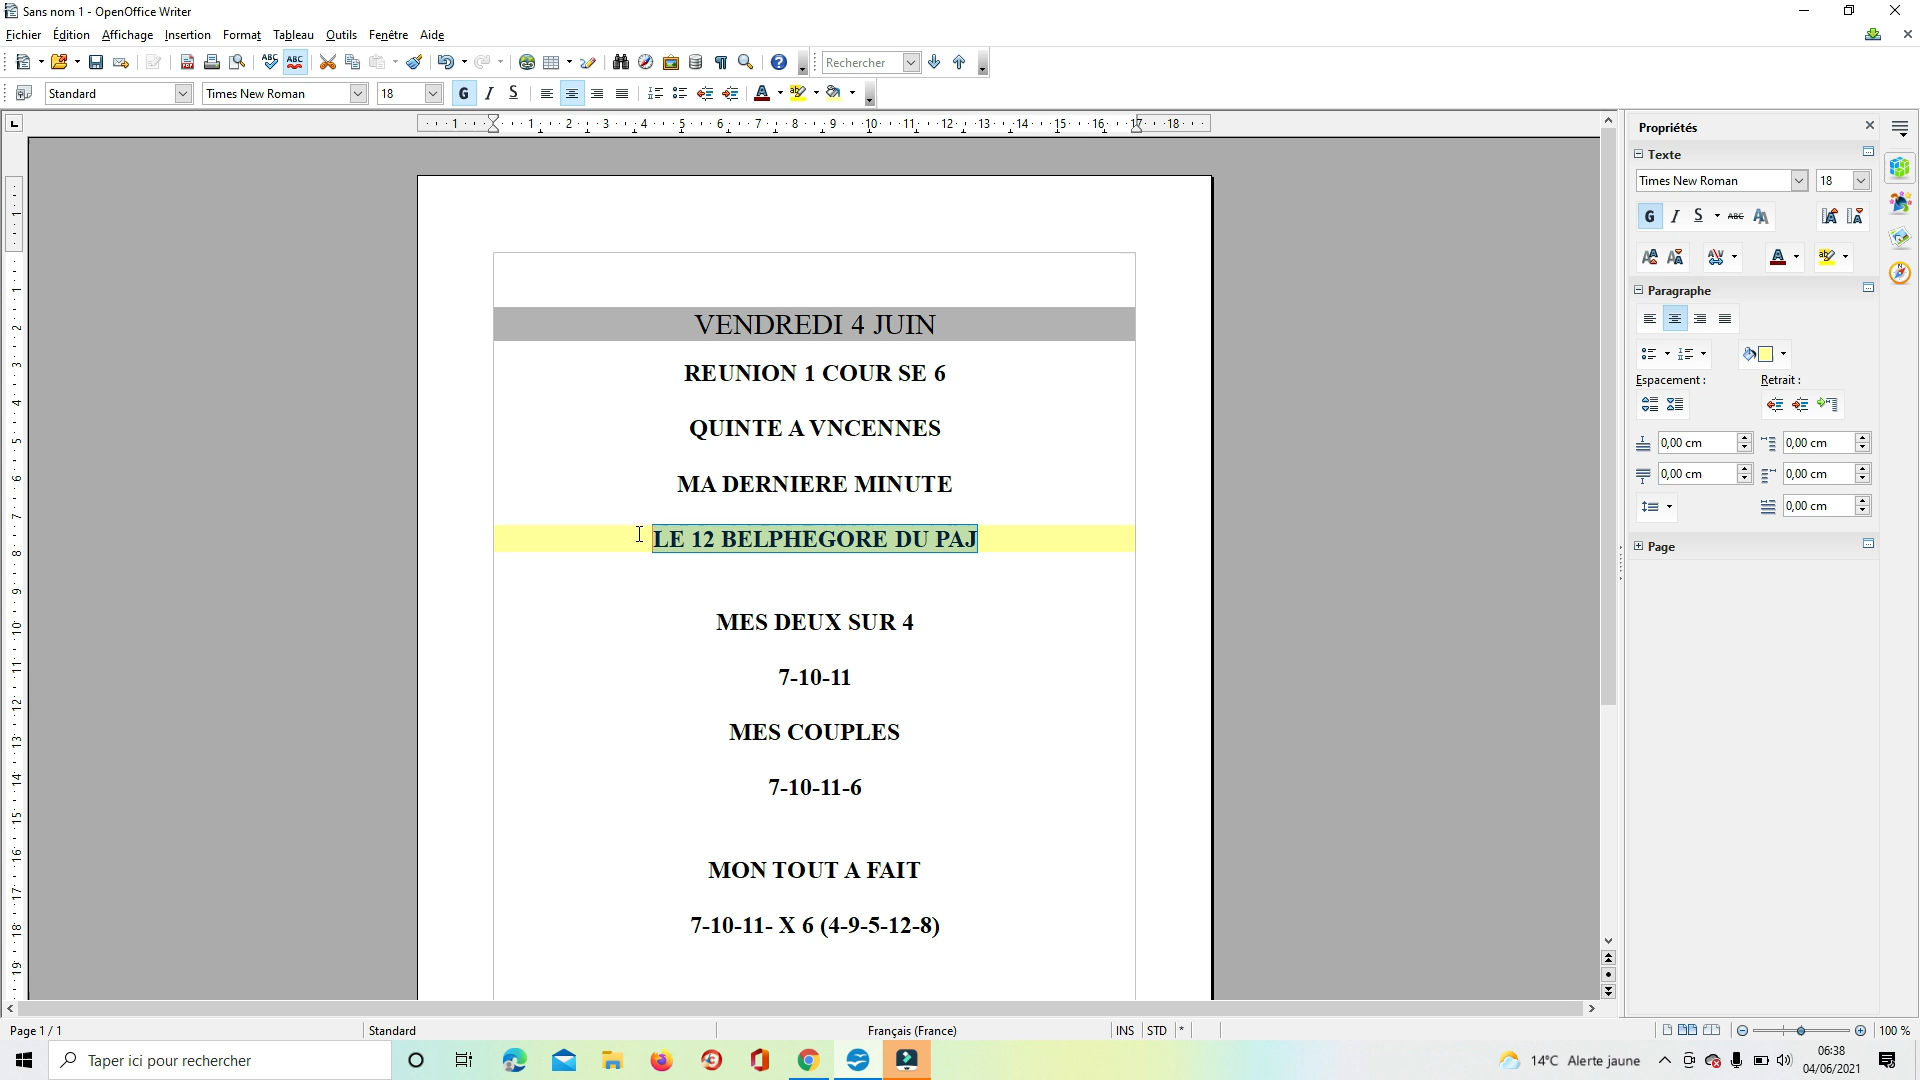 Sans nom 1 - OpenOffice Writer
Fichier Édition Affichage Insertion Format Tableau Outils Fenêtre Aide
Rechercher
Standard Times New Roman 18 G I S
Propriétés
Texte
Times New Roman 18
G I S ABC
Paragraphe
Espacement : Retrait :
0,00 cm 0,00 cm
0,00 cm 0,00 cm
0,00 cm
Page
VENDREDI 4 JUIN
REUNION 1 COUR SE 6
QUINTE A VNCENNES
MA DERNIERE MINUTE
LE 12 BELPHEGORE DU PAJ
MES DEUX SUR 4
7-10-11
MES COUPLES
7-10-11-6
MON TOUT A FAIT
7-10-11- X 6 (4-9-5-12-8)
Page 1 / 1 Standard Français (France) INS STD * 100 %
Taper ici pour rechercher
14°C Alerte jaune
06:38
04/06/2021